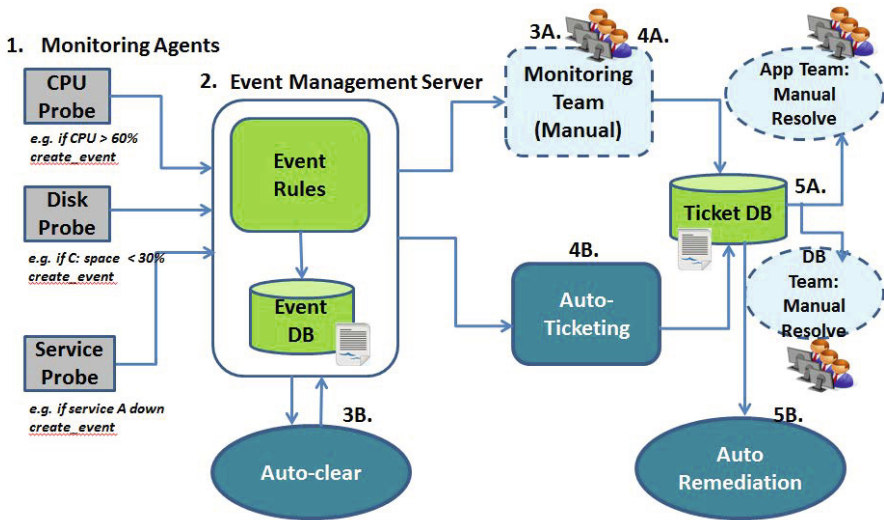 1. Monitoring Agents
CPU
Probe
e.g. if CPU > 60%
create_event
Disk
Probe
e.g. if C: space < 30%
create_event
Service
Probe
e.g. if service A down
create_event
2. Event Management Server
Event
Rules
Event
DB
3B.
Auto-clear
3A.
4A.
Monitoring
Team
(Manual)
4B.
Auto-
Ticketing
Ticket DB
5A.
App Team:
Manual
Resolve
DB
Team:
Manual
Resolve
5B.
Auto
Remediation